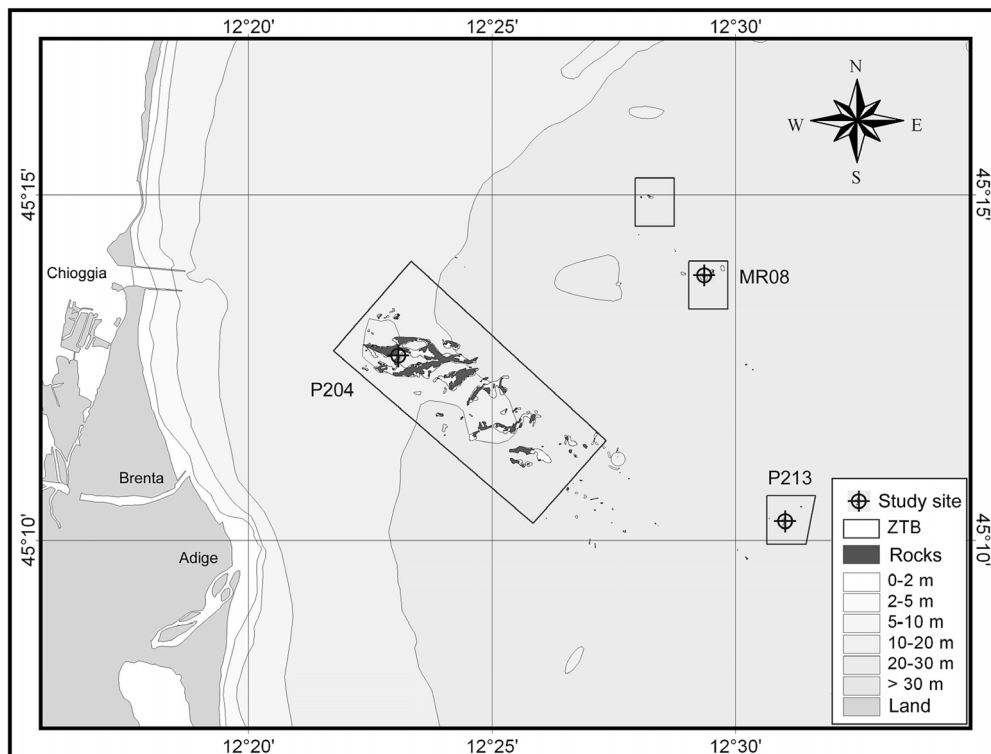 12°20' 12°25' 12°30'
N
W E
S
45°15' 45°15'
Chioggia
MR08
P204
Brenta
P213
Adige
45°10' 45°10'
Study site
ZTB
Rocks
0-2 m
2-5 m
5-10 m
10-20 m
20-30 m
> 30 m
Land
12°20' 12°25' 12°30'